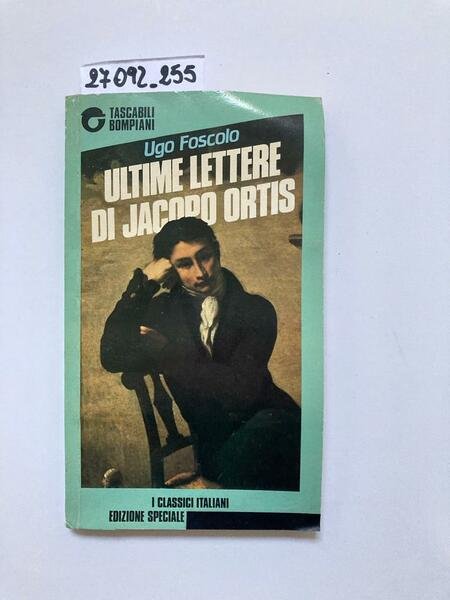 27092_255
TASCABILI
BOMPIANI
Ugo Foscolo
ULTIME LETTERE
DI JACOPO ORTIS
I CLASSICI ITALIANI
EDIZIONE SPECIALE